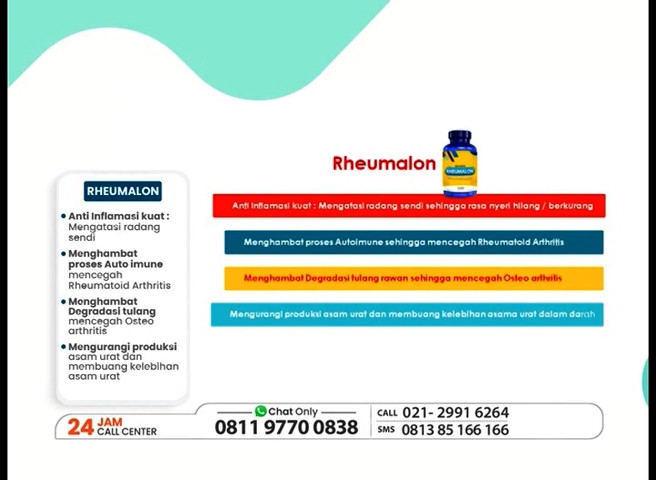 Rheumalon
RHEUMALON
Anti Inflamasi kuat : Mengatasi radang sendi sehingga rasa nyeri hilang / berkurang
Menghambat proses Autoimune sehingga mencegah Rheumatoid Arthritis
Menghambat Degradasi tulang rawan sehingga mencegah Osteo arthritis
Mengurangi produksi asam urat dan membuang kelebihan asama urat dalam darah
RHEUMALON
Anti Inflamasi kuat :
Mengatasi radang
sendi
Menghambat
proses Auto imune
mencegah
Rheumatoid Arthritis
Menghambat
Degradasi tulang
mencegah Osteo
arthritis
Mengurangi produksi
asam urat dan
membuang kelebihan
asam urat
24 JAM
CALL CENTER
Chat Only
0811 9770 0838
CALL 021- 2991 6264
SMS 0813 85 166 166